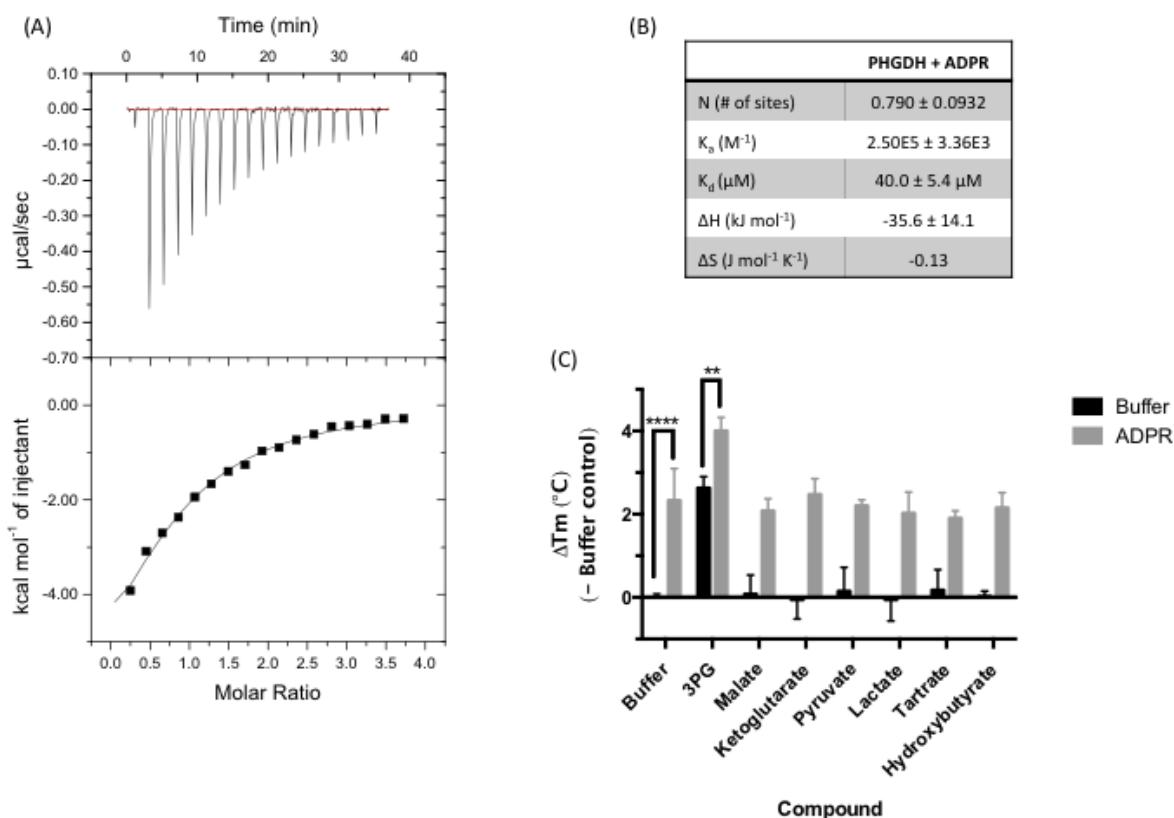 (A)
Time (min)
0 10 20 30 40
0.10
0.00
-0.10
-0.20
-0.30
-0.40
-0.50
-0.60
-0.70
µcal/sec
0.00
-2.00
-4.00
kcal mol-1 of injectant
0.0 0.5 1.0 1.5 2.0 2.5 3.0 3.5 4.0
Molar Ratio
(B)
PHGDH + ADPR
N (# of sites) 0.790 ± 0.0932
Ka (M-1) 2.50E5 ± 3.36E3
Kd (µM) 40.0 ± 5.4 µM
ΔH (kJ mol-1) -35.6 ± 14.1
ΔS (J mol-1 K-1) -0.13
(C)
**
****
Buffer
ADPR
4
2
0
ΔTm (°C)
(– Buffer control)
Buffer
3PG
Malate
Ketoglutarate
Pyruvate
Lactate
Tartrate
Hydroxybutyrate
Compound